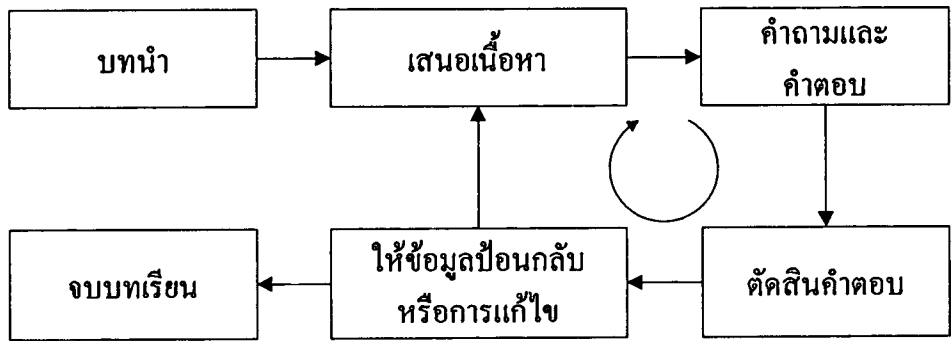 บทนำ
เสนอเนื้อหา
คำถามและ
คำตอบ
จบบทเรียน
ให้ข้อมูลป้อนกลับ
หรือการแก้ไข
ตัดสินคำตอบ